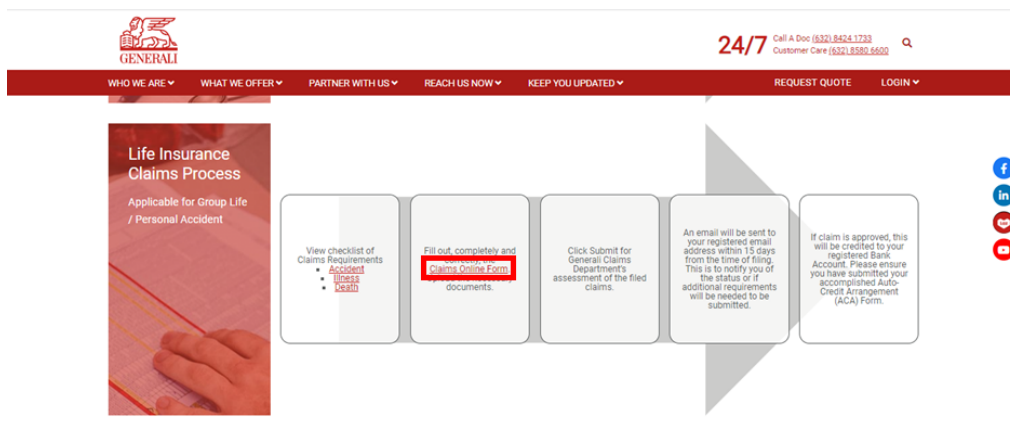 GENERALI
24/7
Call A Doc (632) 8424 1733
Customer Care (632) 8580 6600
WHO WE ARE
WHAT WE OFFER
PARTNER WITH US
REACH US NOW
KEEP YOU UPDATED
REQUEST QUOTE
LOGIN
Life Insurance
Claims Process
Applicable for Group Life
/ Personal Accident
View checklist of
Claims Requirements
Accident
Illness
Death
Fill out, completely and
Claims Online Form
documents.
Click Submit for
Generali Claims
Department's
assessment of the filed
claims.
An email will be sent to
your registered email
address within 15 days
from the time of filing.
This is to notify you of
the status or if
additional requirements
will be needed to be
submitted.
If claim is approved, this
will be credited to your
registered Bank
Account. Please ensure
you have submitted your
accomplished Auto-
Credit Arrangement
(ACA) Form.